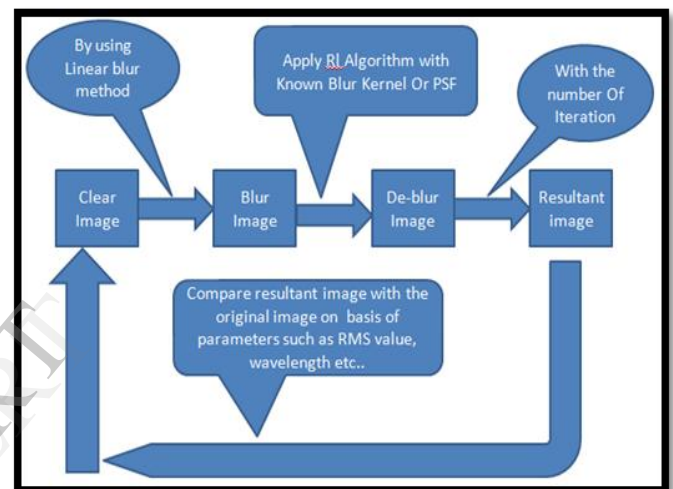 By using
Linear blur
method
Apply Rl Algorithm with
Known Blur Kernel Or PSF
With the
number Of
Iteration
Clear
Image
Blur
Image
De-blur
Image
Resultant
image
Compare resultant image with the
original image on basis of
parameters such as RMS value,
wavelength etc..